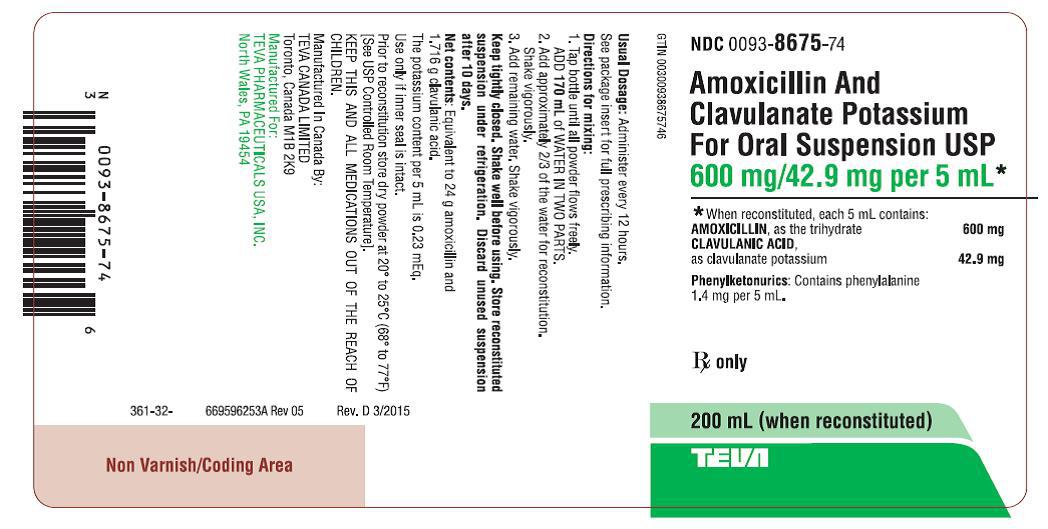 NDC 0093-8675-74
Amoxicillin And
Clavulanate Potassium
For Oral Suspension USP
600 mg/42.9 mg per 5 mL*
* When reconstituted, each 5 mL contains:
AMOXICILLIN, as the trihydrate 600 mg
CLAVULANIC ACID,
as clavulanate potassium 42.9 mg
Phenylketonurics: Contains phenylalanine
1.4 mg per 5 mL.
Rx only
200 mL (when reconstituted)
TEVA
GTIN 00300938675746
Usual Dosage: Administer every 12 hours.
See package insert for full prescribing information.
Directions for mixing:
1. Tap bottle until all powder flows freely.
ADD 170 mL of WATER IN TWO PARTS.
2. Add approximately 2/3 of the water for reconstitution.
Shake vigorously.
3. Add remaining water, Shake vigorously.
Keep tightly closed. Shake well before using. Store reconstituted
suspension under refrigeration. Discard unused suspension
after 10 days.
Net contents: Equivalent to 24 g amoxicillin and
1.716 g clavulanic acid.
The potassium content per 5 mL is 0.23 mEq.
Use only if inner seal is intact.
Prior to reconstitution store dry powder at 20° to 25°C (68° to 77°F)
[See USP Controlled Room Temperature].
KEEP THIS AND ALL MEDICATIONS OUT OF THE REACH OF
CHILDREN.
Manufactured In Canada By:
TEVA CANADA LIMITED
Toronto, Canada M1B 2K9
Manufactured For:
TEVA PHARMACEUTICALS USA, INC.
North Wales, PA 19454
N
3 0093-8675-74 6
361-32- 669596253A Rev 05 Rev. D 3/2015
Non Varnish/Coding Area